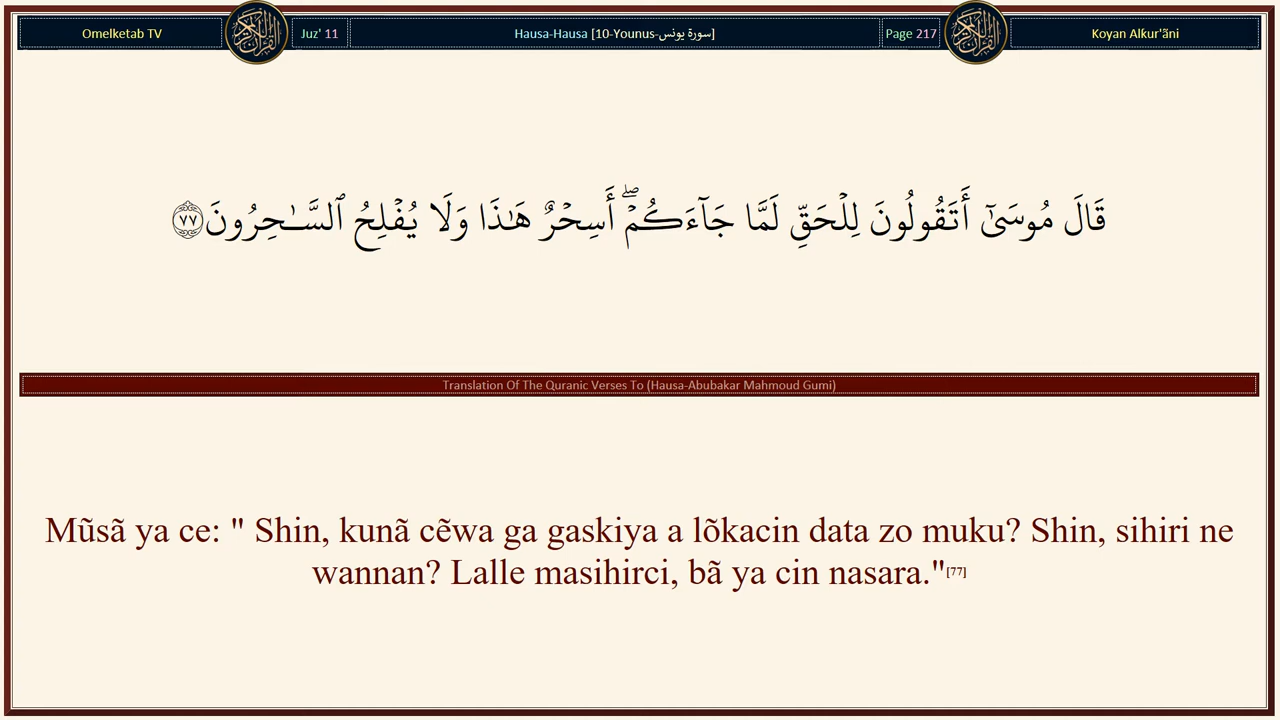 Omelketab TV
Juz' 11
Hausa-Hausa [10-Younus-سورة يونس]
Page 217
Koyan Alkur'ãni
قَالَ مُوسَىٰٓ أَتَقُولُونَ لِلۡحَقِّ لَمَّا جَآءَكُمۡۖ أَسِحۡرٌ هَٰذَا وَلَا يُفۡلِحُ ٱلسَّٰحِرُونَ ٧٧
Translation Of The Quranic Verses To (Hausa-Abubakar Mahmoud Gumi)
Mũsã ya ce: " Shin, kunã cẽwa ga gaskiya a lõkacin data zo muku? Shin, sihiri ne
wannan? Lalle masihirci, bã ya cin nasara."[77]